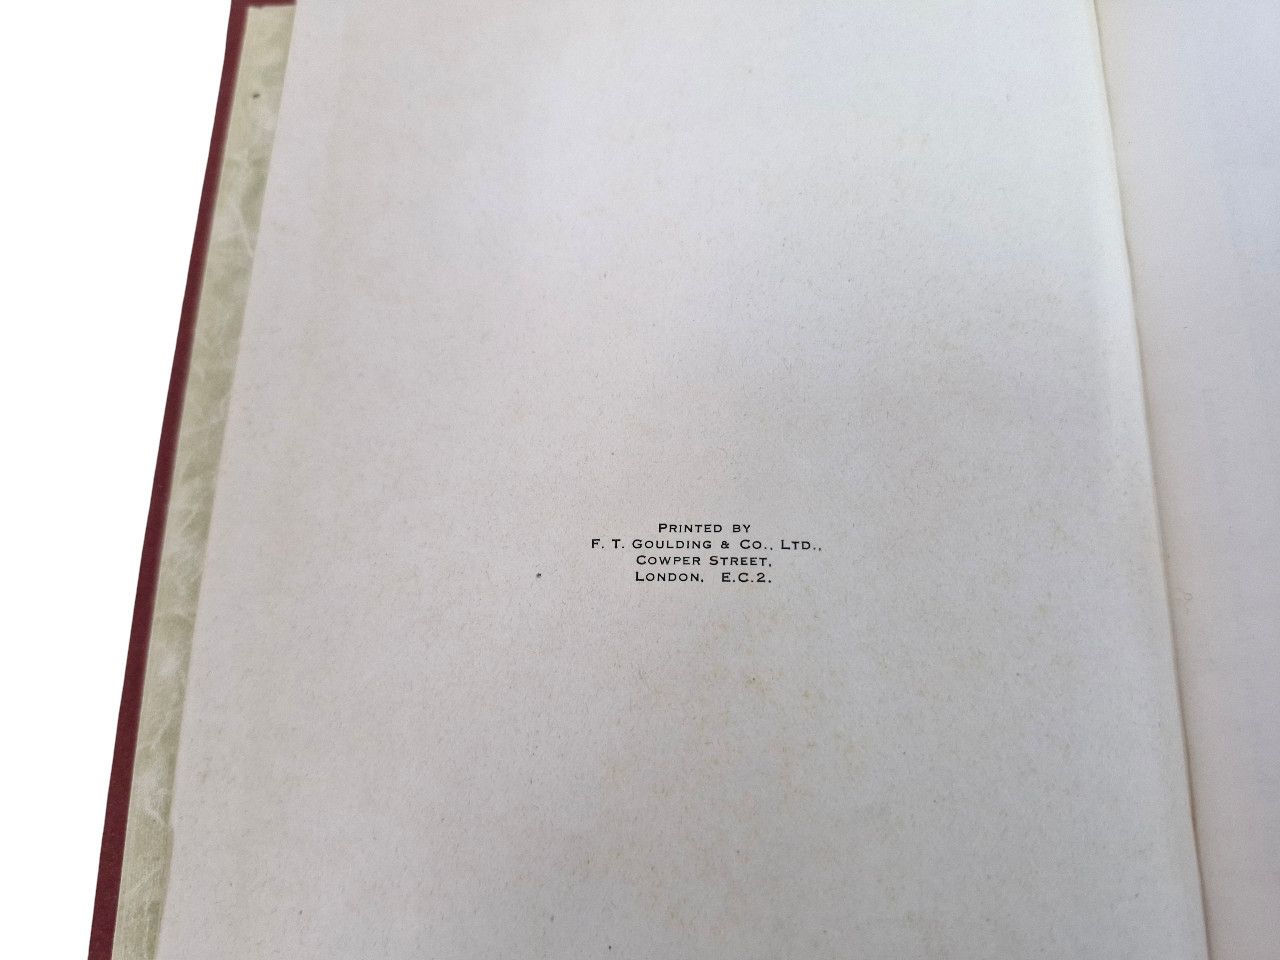 PRINTED BY
F. T. GOULDING & CO., LTD.,
COWPER STREET,
LONDON, E.C.2.